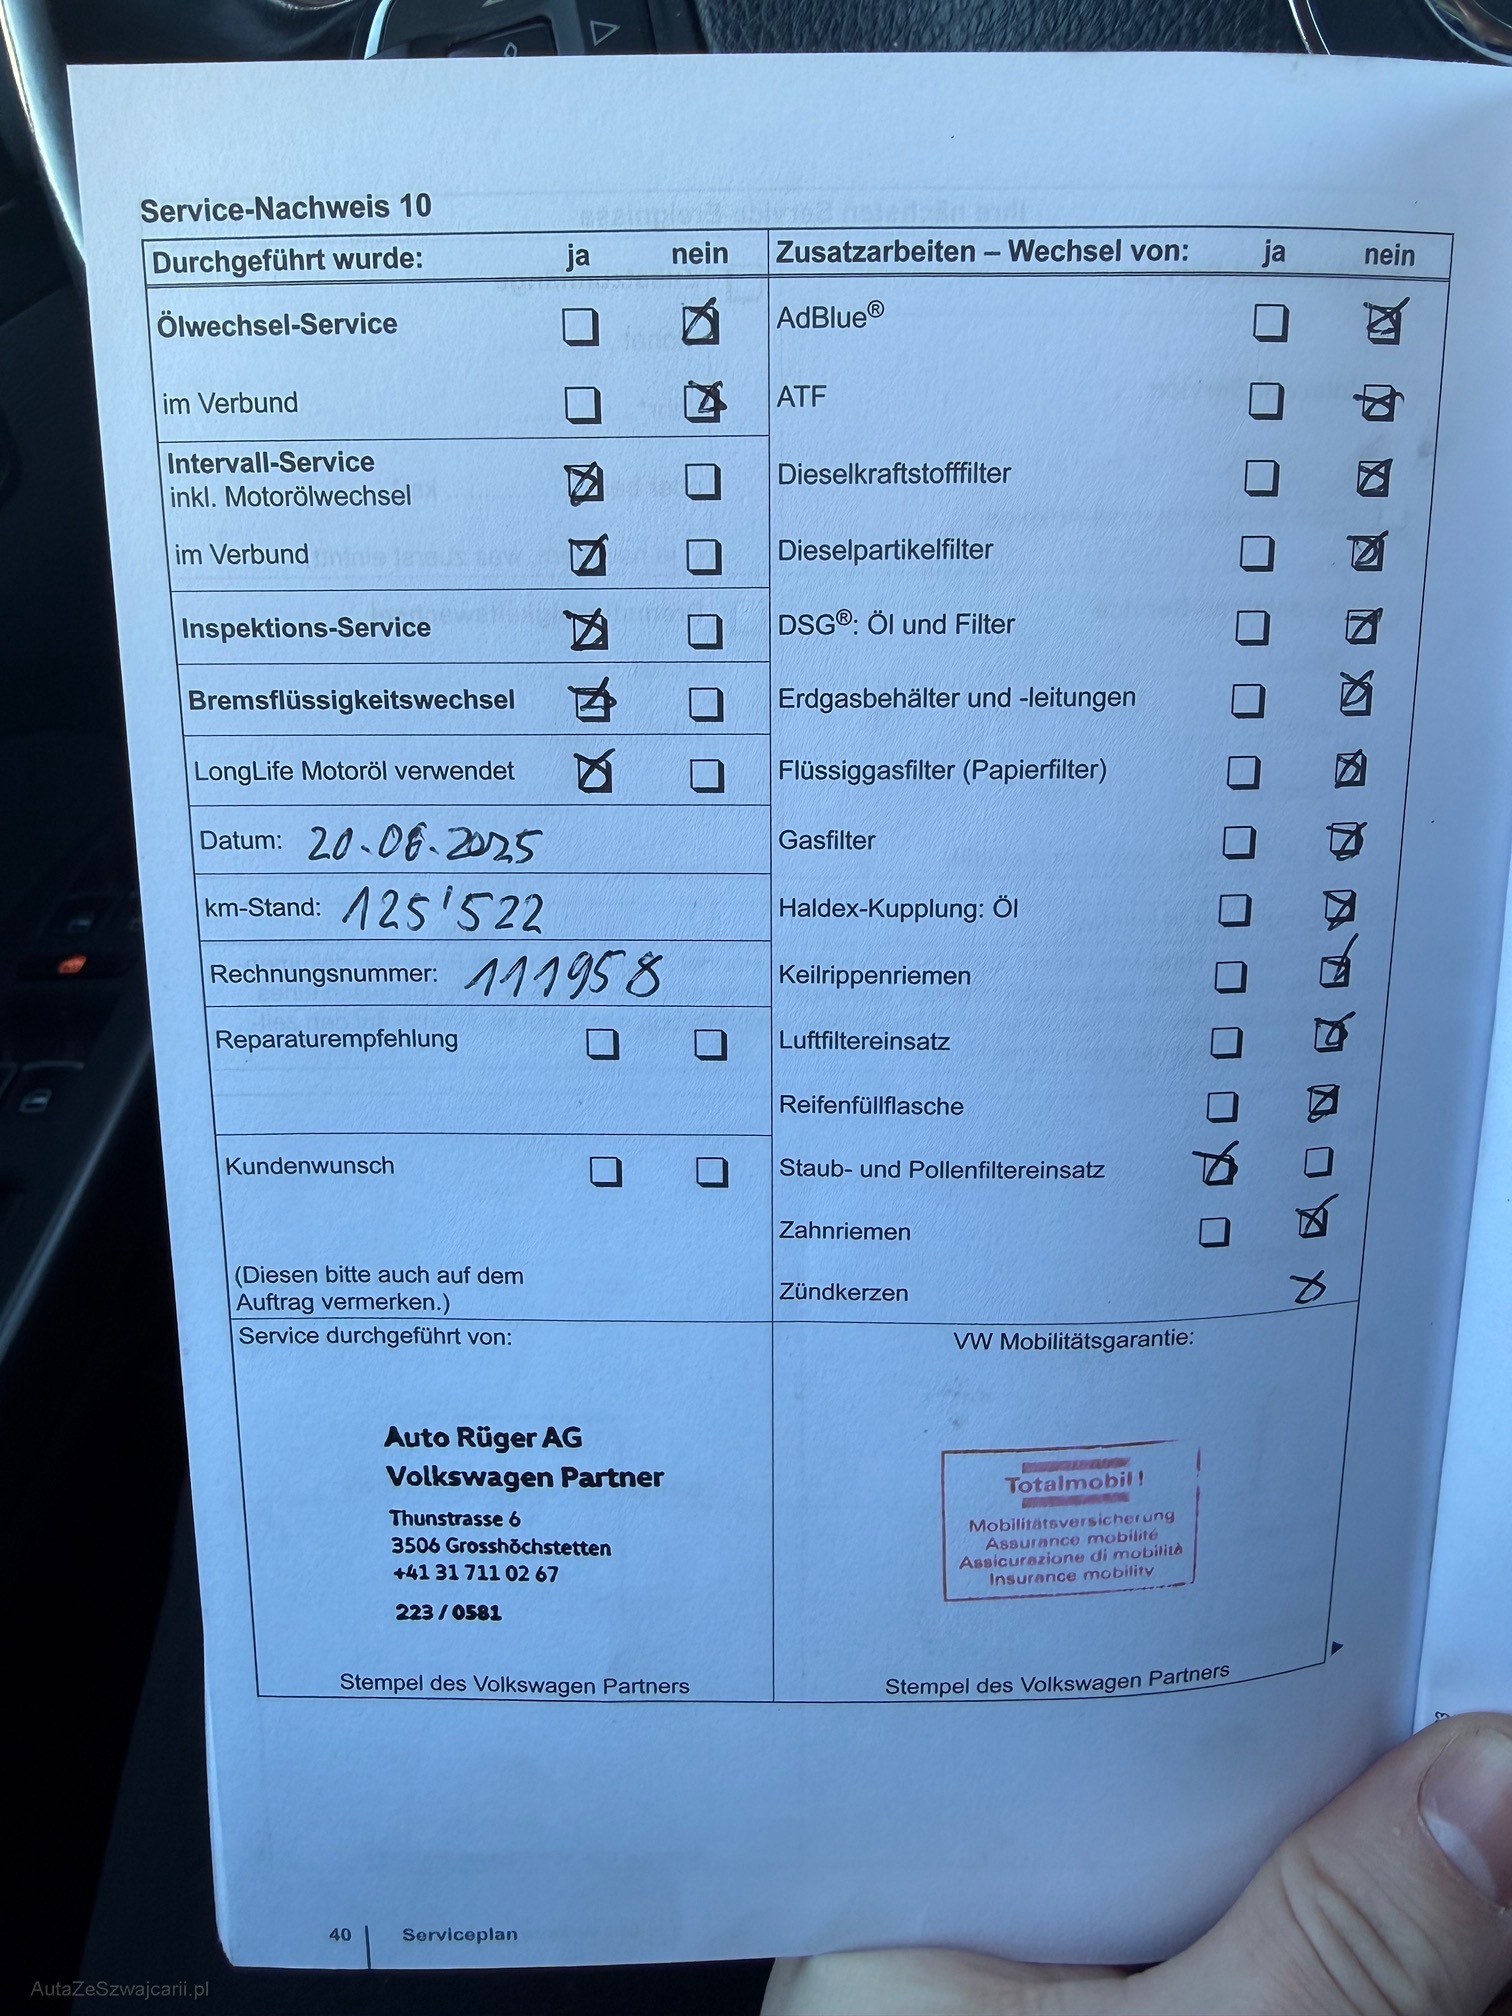 Service-Nachweis 10
Durchgeführt wurde: ja nein
Ölwechsel-Service
im Verbund
Intervall-Service
inkl. Motorölwechsel
im Verbund
Inspektions-Service
Bremsflüssigkeitswechsel
LongLife Motoröl verwendet
Datum: 20.06.2025
km-Stand: 125'522
Rechnungsnummer: 111958
Reparaturempfehlung
Kundenwunsch
(Diesen bitte auch auf dem
Auftrag vermerken.)
Zusatzarbeiten – Wechsel von: ja nein
AdBlue®
ATF
Dieselkraftstofffilter
Dieselpartikelfilter
DSG®: Öl und Filter
Erdgasbehälter und -leitungen
Flüssiggasfilter (Papierfilter)
Gasfilter
Haldex-Kupplung: Öl
Keilrippenriemen
Luftfiltereinsatz
Reifenfüllflasche
Staub- und Pollenfiltereinsatz
Zahnriemen
Zündkerzen
Service durchgeführt von:
Auto Rüger AG
Volkswagen Partner
Thunstrasse 6
3506 Grosshöchstetten
+41 31 711 02 67
223 / 0581
Stempel des Volkswagen Partners
VW Mobilitätsgarantie:
Totalmobil!
Mobilitätsversicherung
Assurance mobilité
Assicurazione di mobilità
Insurance mobility
Stempel des Volkswagen Partners
40 Serviceplan
AutaZeSzwajcarii.pl